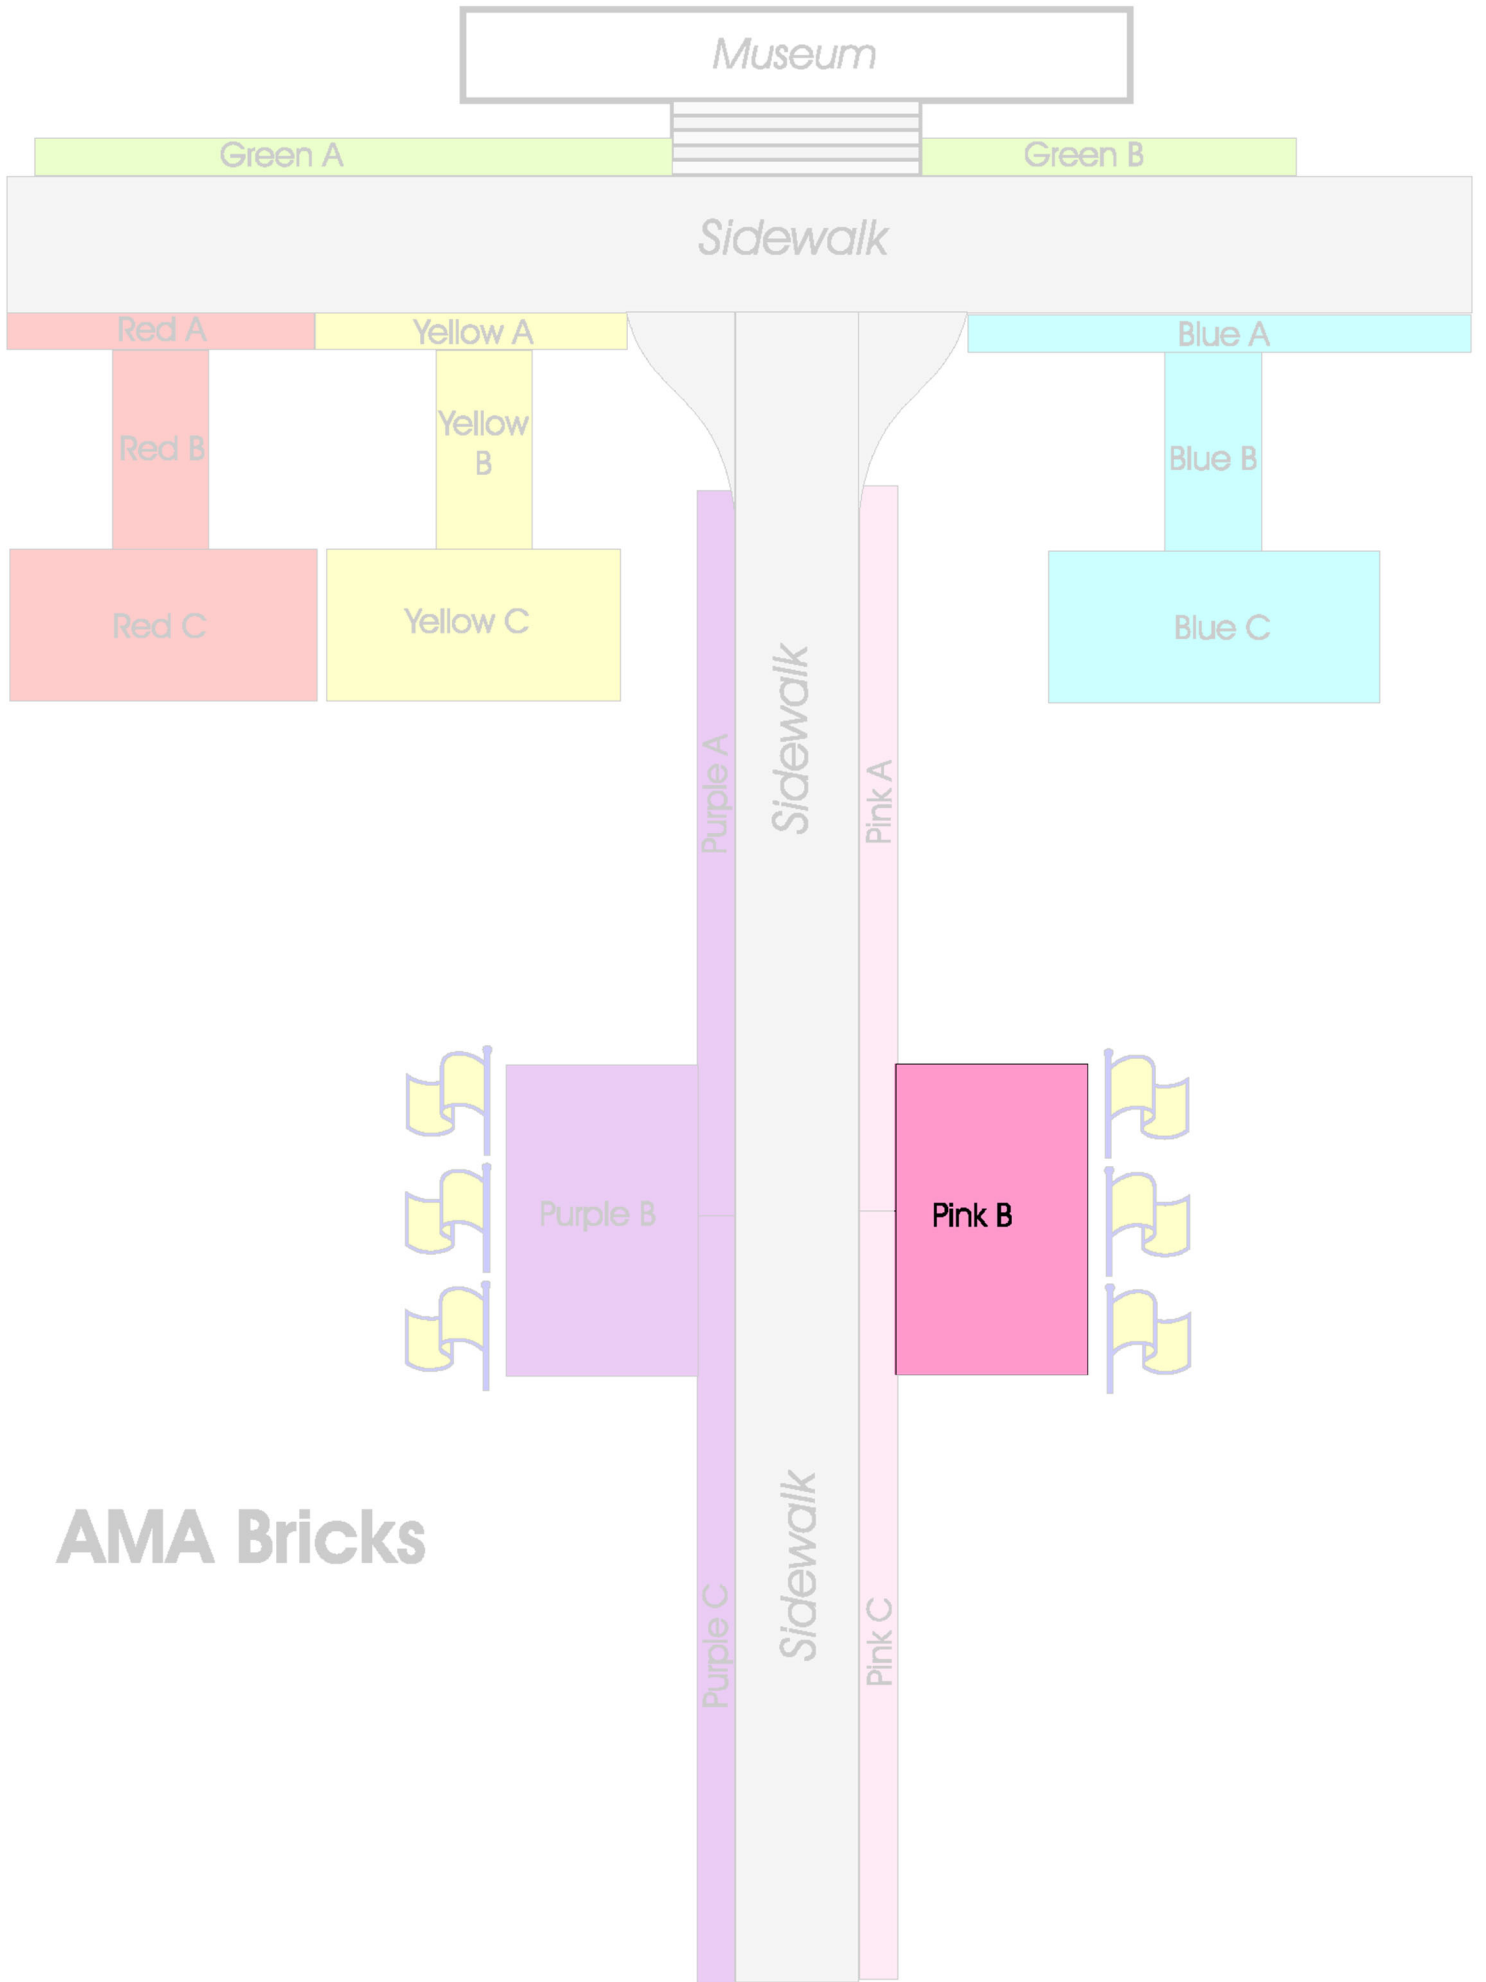 Museum
Green A
Green B
Sidewalk
Red A
Yellow A
Blue A
Red B
Yellow
B
Blue B
Red C
Yellow C
Blue C
Sidewalk
Purple A
Pink A
Purple B
Pink B
AMA Bricks
Sidewalk
Purple C
Pink C